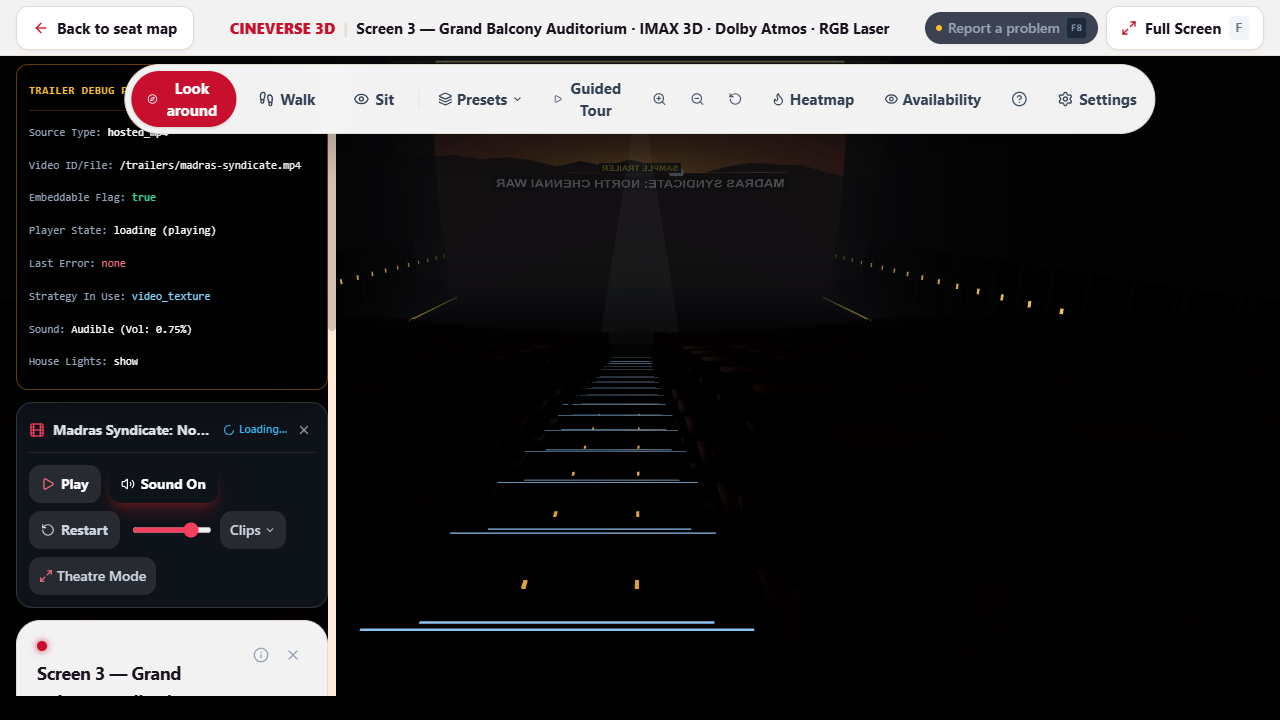 Back to seat map
CINEVERSE 3D | Screen 3 — Grand Balcony Auditorium · IMAX 3D · Dolby Atmos · RGB Laser
Report a problem F8
Full Screen F
TRAILER DEBUG
Look around
Walk
Sit
Presets
Guided Tour
Heatmap
Availability
Settings
Source Type: hosted_mp4
Video ID/File: /trailers/madras-syndicate.mp4
Embeddable Flag: true
Player State: loading (playing)
Last Error: none
Strategy In Use: video_texture
Sound: Audible (Vol: 0.75%)
House Lights: show
SAMPLE TRAILER
MADRAS SYNDICATE: NORTH CHENNAI WAR
Madras Syndicate: No...
Loading...
Play
Sound On
Restart
Clips
Theatre Mode
Screen 3 — Grand